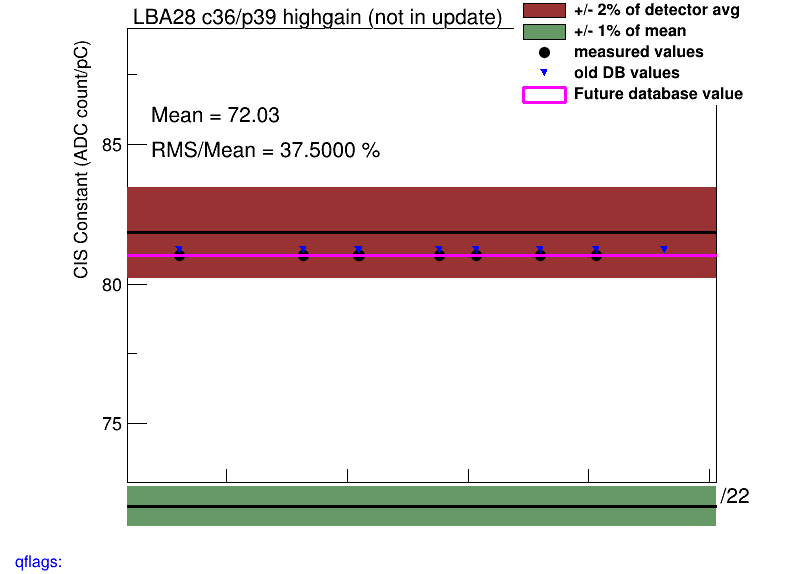 LBA28 c36/p39 highgain (not in update)
+/- 2% of detector avg
+/- 1% of mean
measured values
old DB values
Future database value
CIS Constant (ADC count/pC)
Mean = 72.03
RMS/Mean = 37.5000 %
85
80
75
/22
qflags: